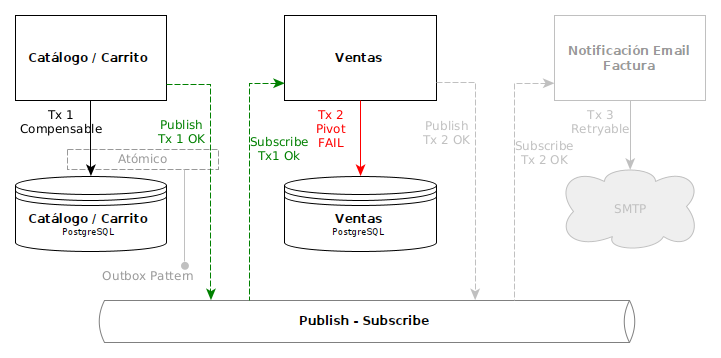 Catálogo / Carrito
Ventas
Notificación Email
Factura
Tx 1
Compensable
Publish
Tx 1 OK
Tx 2
Pivot
FAIL
Subscribe
Tx1 Ok
Publish
Tx 2 OK
Tx 3
Retryable
Subscribe
Tx 2 OK
Atómico
Catálogo / Carrito
PostgreSQL
Ventas
PostgreSQL
SMTP
Outbox Pattern
Publish - Subscribe